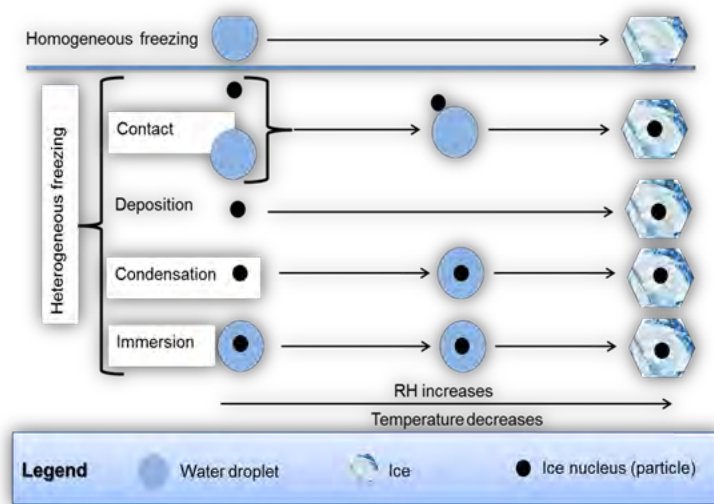 Homogeneous freezing
Heterogeneous freezing
Contact
Deposition
Condensation
Immersion
RH increases
Temperature decreases
Legend
Water droplet
Ice
Ice nucleus (particle)